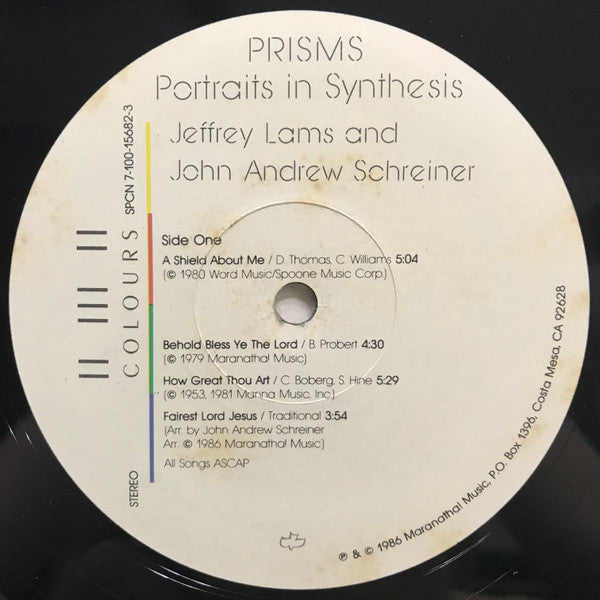 PRISMS
Portraits in Synthesis
Jeffrey Lams and
John Andrew Schreiner
SPCN 7-100-15682-3
COLOURS
STEREO
Side One
A Shield About Me / D. Thomas, C. Williams 5:04
(© 1980 Word Music/Spoone Music Corp.)
Behold Bless Ye The Lord / B. Probert 4:30
(© 1979 Maranatha! Music)
How Great Thou Art / C. Boberg, S. Hine 5:29
(© 1953, 1981 Manna Music, Inc)
Fairest Lord Jesus / Traditional 3:54
(Arr. by John Andrew Schreiner
Arr. © 1986 Maranatha! Music)
All Songs ASCAP
℗ & © 1986 Maranatha! Music, P.O. Box 1396, Costa Mesa, CA 92628